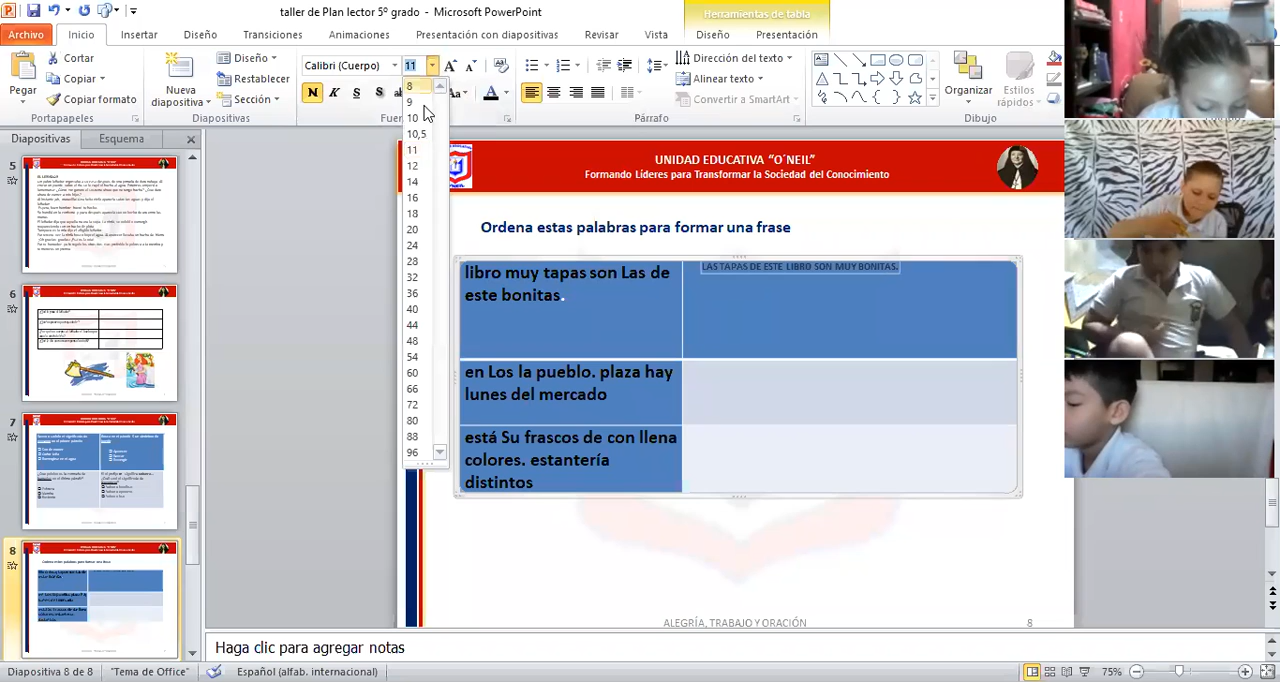 taller de Plan lector 5º grado - Microsoft PowerPoint
Herramientas de tabla
Archivo Inicio Insertar Diseño Transiciones Animaciones Presentación con diapositivas Revisar Vista Diseño Presentación
Pegar
Cortar
Copiar
Copiar formato
Portapapeles
Nueva diapositiva
Diseño
Restablecer
Sección
Diapositivas
Calibri (Cuerpo) 11
N K S S ab Aa A
Fuen
Párrafo
Dirección del texto
Alinear texto
Convertir a SmartArt
Organizar
Estilos rápidos
Dibujo
8
9
10
10,5
11
12
14
16
18
20
24
28
32
36
40
44
48
54
60
66
72
80
88
96
Diapositivas Esquema
5
6
7
8
UNIDAD EDUCATIVA "O´NEIL"
Formando Líderes para Transformar la Sociedad del Conocimiento
Ordena estas palabras para formar una frase
libro muy tapas son Las de
este bonitas.
LAS TAPAS DE ESTE LIBRO SON MUY BONITAS.
en Los la pueblo. plaza hay
lunes del mercado
está Su frascos de con llena
colores. estantería
distintos
ALEGRÍA, TRABAJO Y ORACIÓN 8
Haga clic para agregar notas
Diapositiva 8 de 8 "Tema de Office" Español (alfab. internacional) 75%